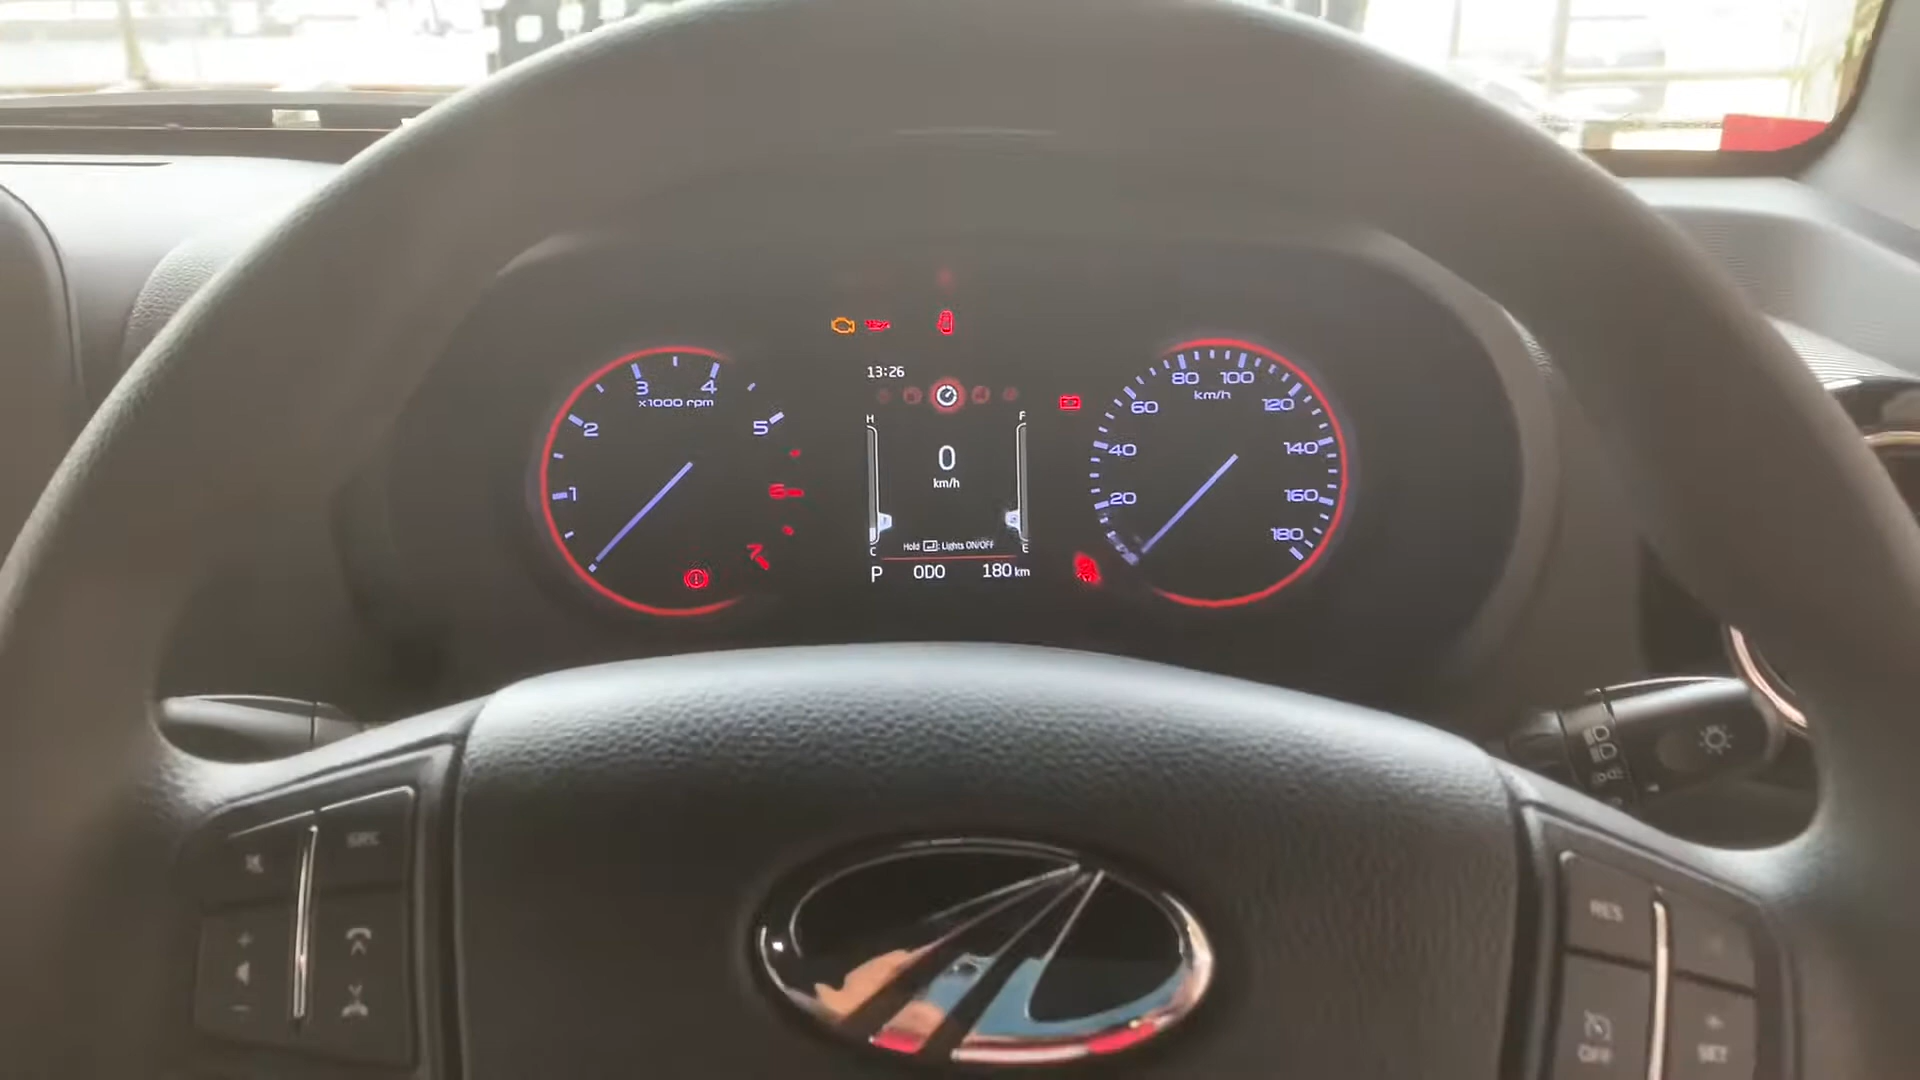 13:26
3 4
x1000 rpm
2 5
1 6
7
H F
0
km/h
C E
Hold : Lights ON/OFF
P ODO 180 km
80 100
km/h
60 120
40 140
20 160
180
SRC
RES
OFF
SET